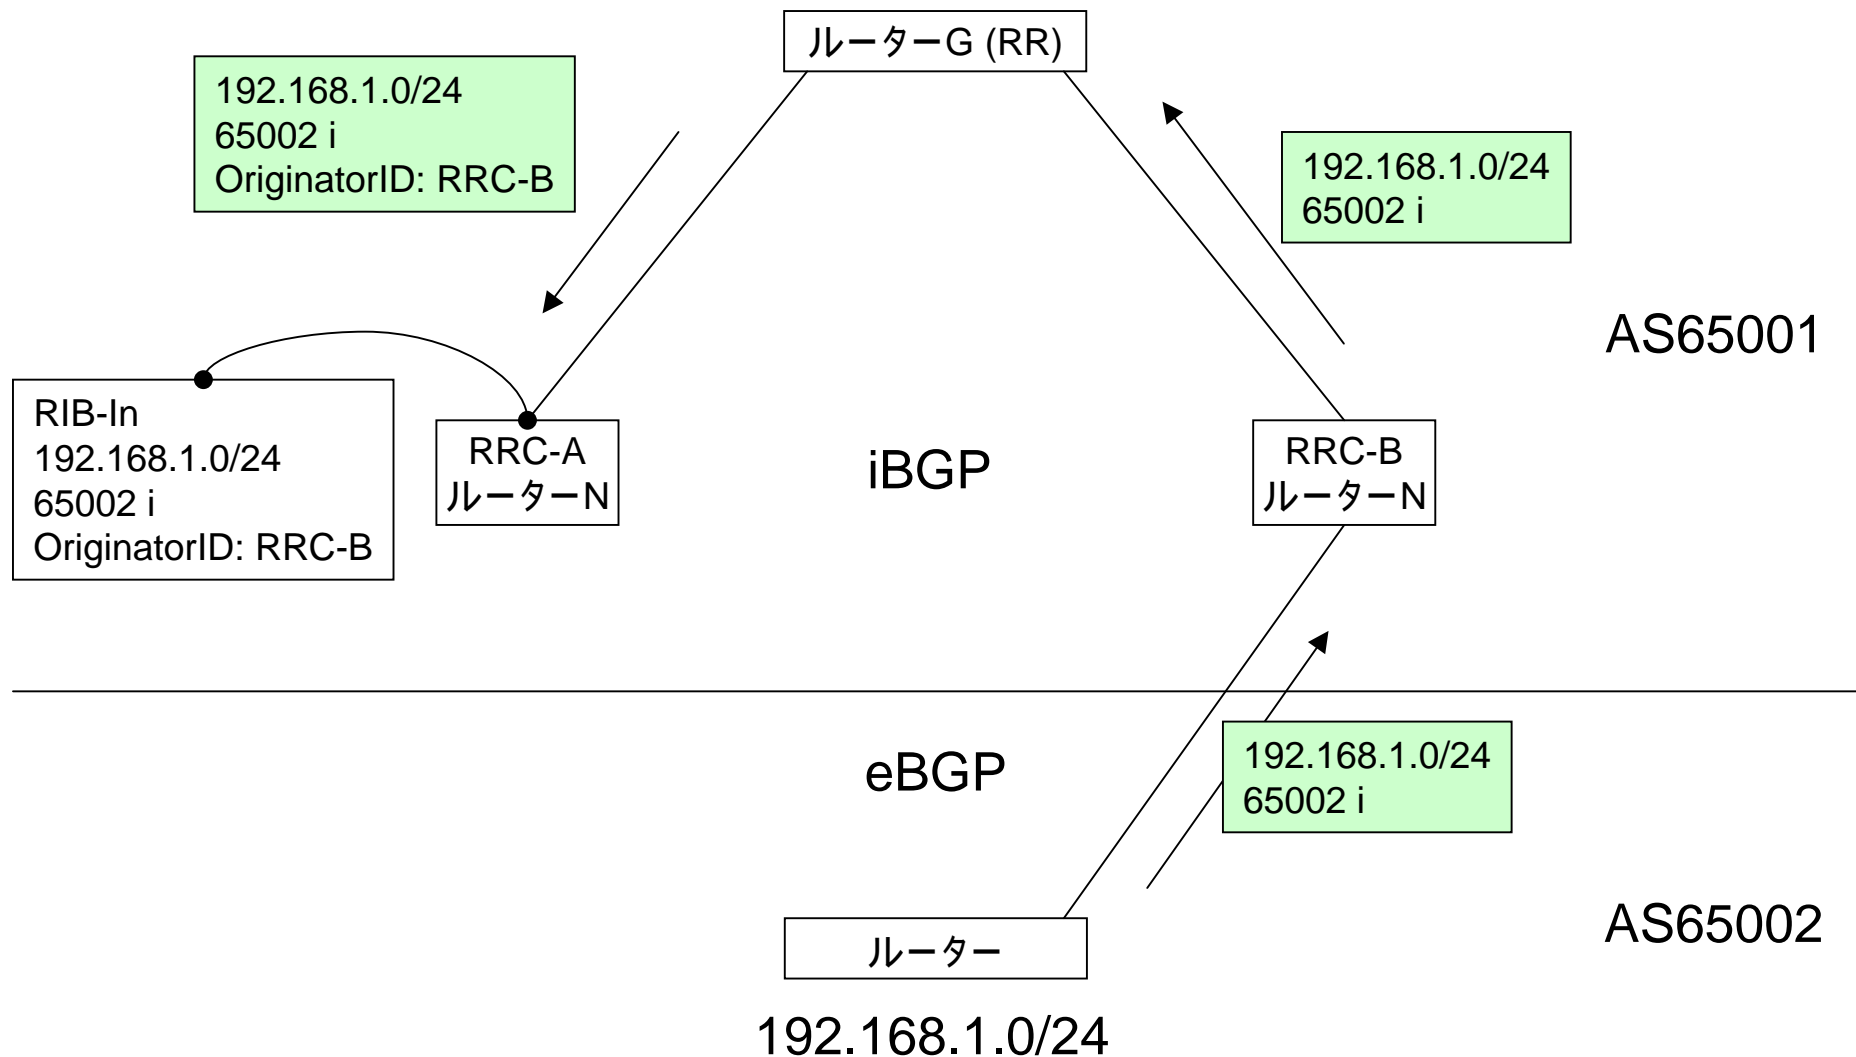 ルーターG (RR)
192.168.1.0/24
65002 i
OriginatorID: RRC-B
192.168.1.0/24
65002 i
AS65001
RIB-In
192.168.1.0/24
65002 i
OriginatorID: RRC-B
RRC-A
ルーターN
iBGP
RRC-B
ルーターN
eBGP
192.168.1.0/24
65002 i
AS65002
ルーター
192.168.1.0/24